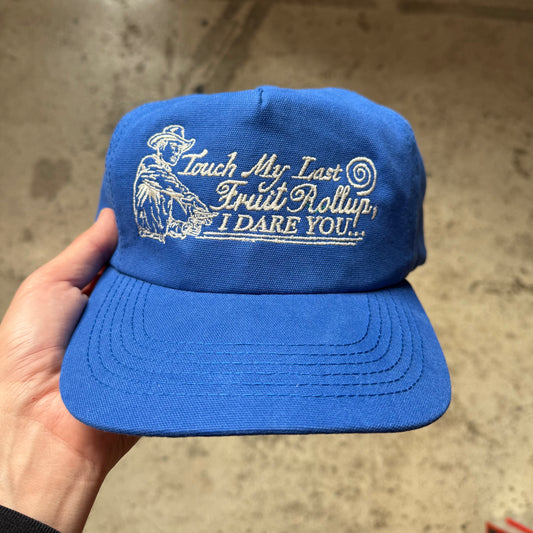 Touch My Last
Fruit Rollup,
I DARE YOU...